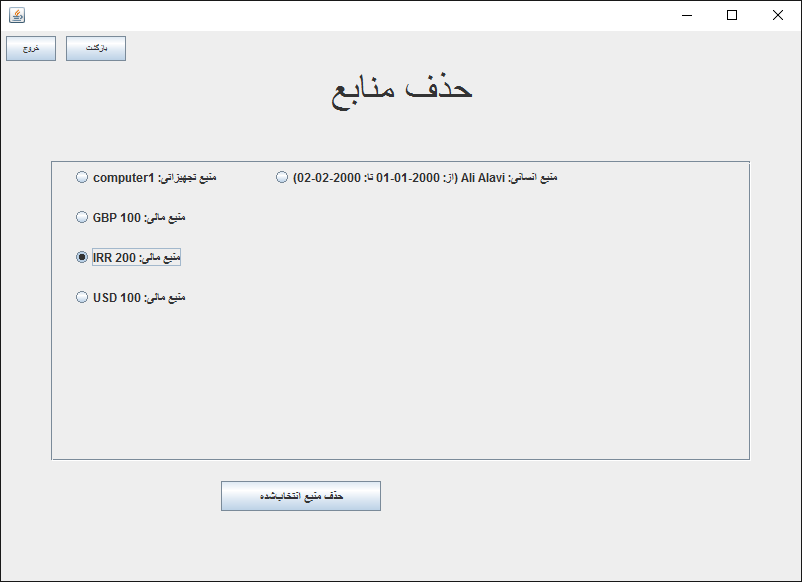 خروج
بازگشت
حذف منابع
منبع تجهیزاتی: computer1
منبع انسانی: Ali Alavi (از: 2000-01-01 تا: 2000-02-02)
منبع مالی: GBP 100
منبع مالی: IRR 200
منبع مالی: USD 100
حذف منبع انتخاب‌شده